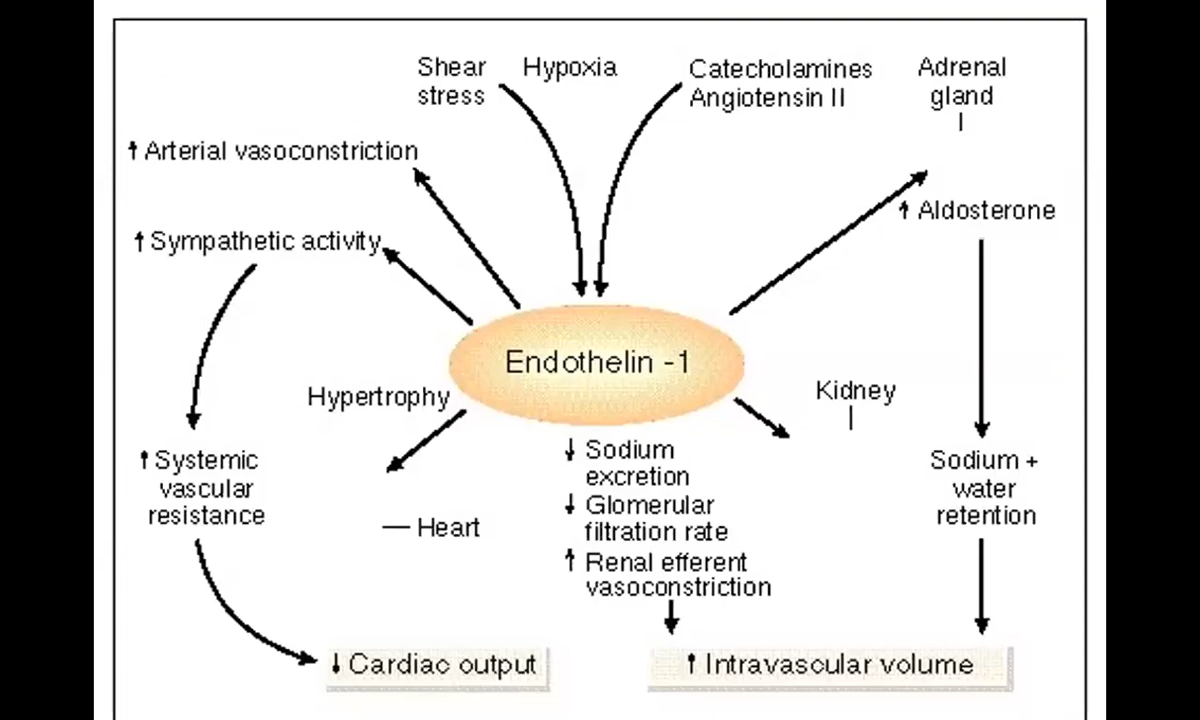 Shear
stress
Hypoxia
Catecholamines
Angiotensin II
Adrenal
gland
↑ Arterial vasoconstriction
↑ Aldosterone
↑ Sympathetic activity
Endothelin -1
Hypertrophy
Kidney
↑ Systemic
vascular
resistance
↓ Sodium
excretion
↓ Glomerular
filtration rate
↑ Renal efferent
vasoconstriction
Sodium +
water
retention
— Heart
↓ Cardiac output
↑ Intravascular volume